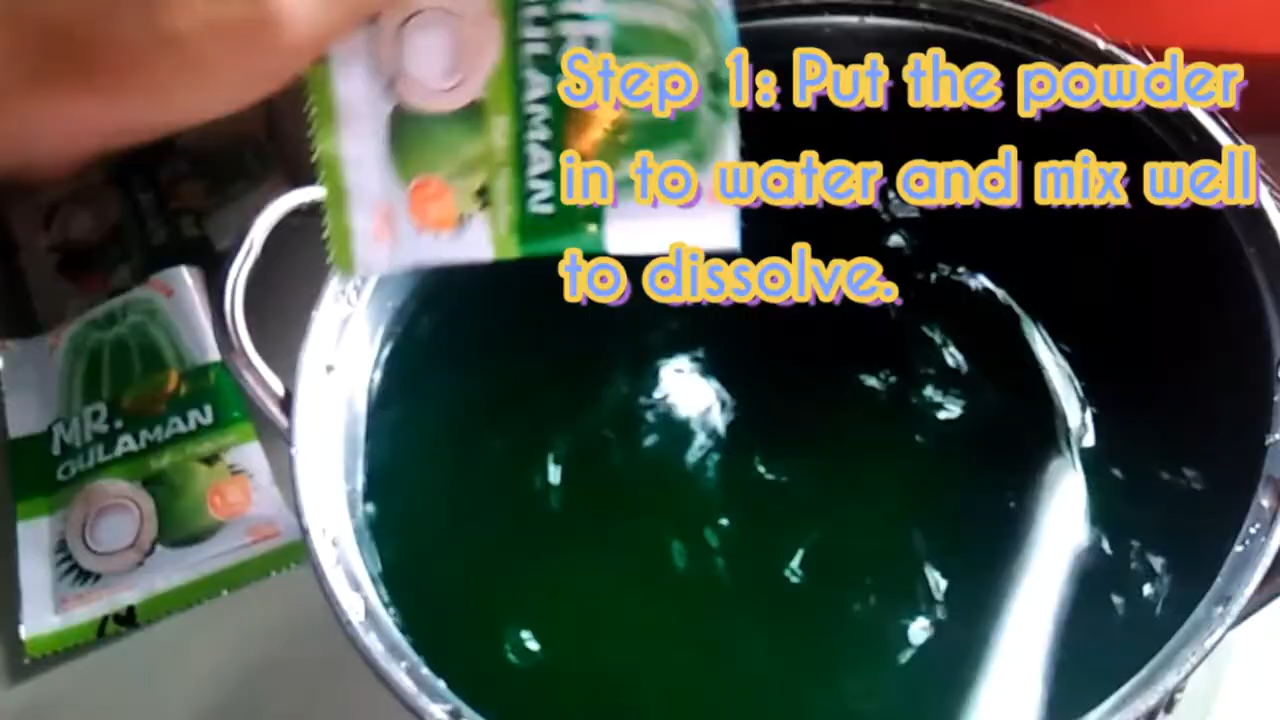 Step 1: Put the powder
in to water and mix well
to dissolve.
GULAMAN
MR.
GULAMAN